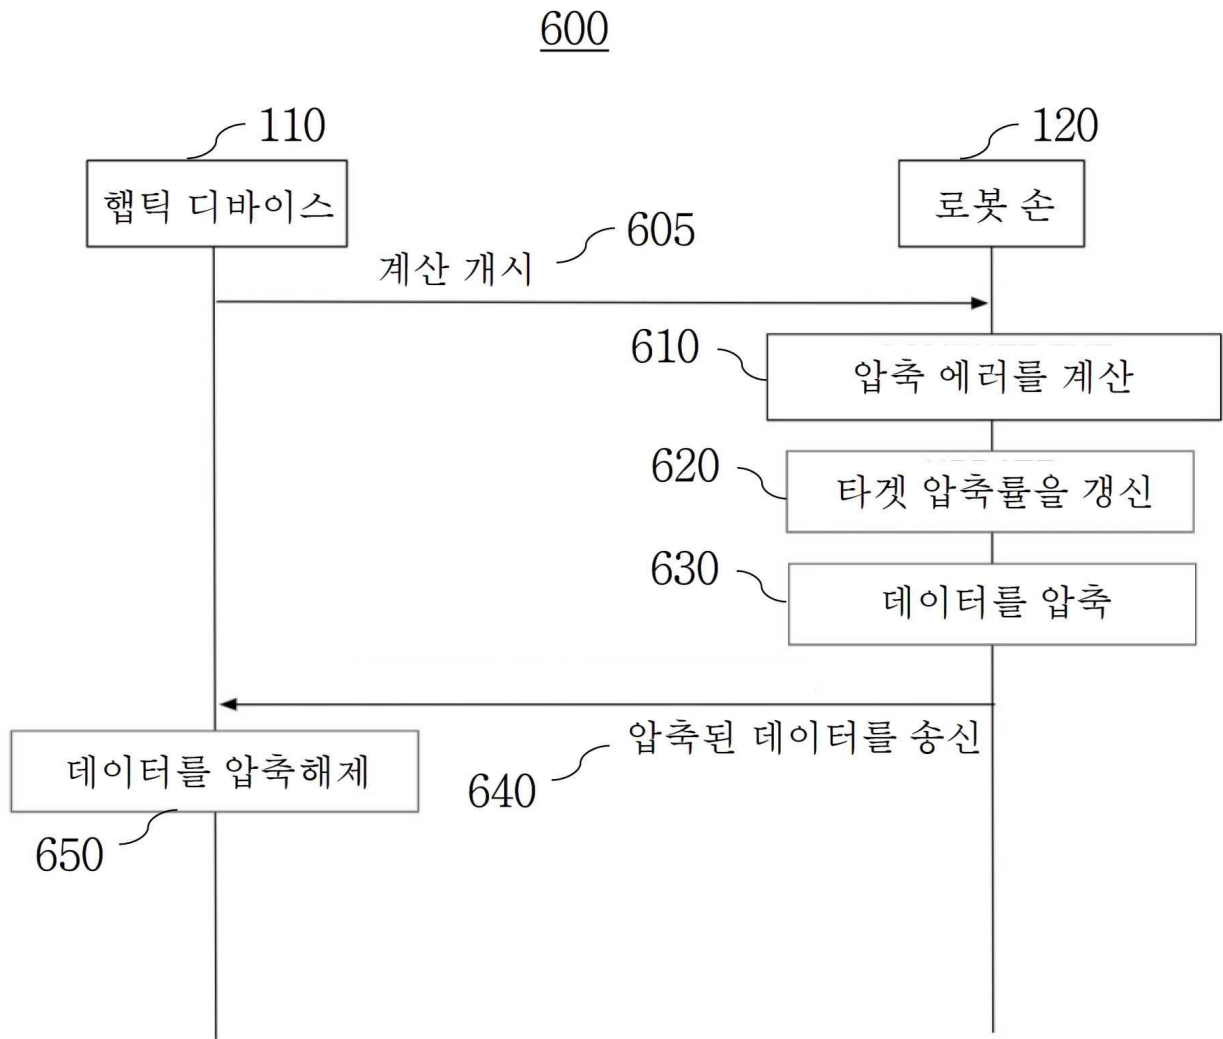 600
110
120
햅틱 디바이스
로봇 손
605
계산 개시
610
압축 에러를 계산
620
타겟 압축률을 갱신
630
데이터를 압축
압축된 데이터를 송신
640
데이터를 압축해제
650